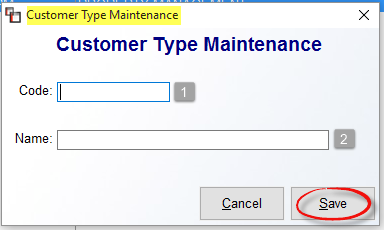 Customer Type Maintenance
Customer Type Maintenance
Code: 1
Name: 2
Cancel Save